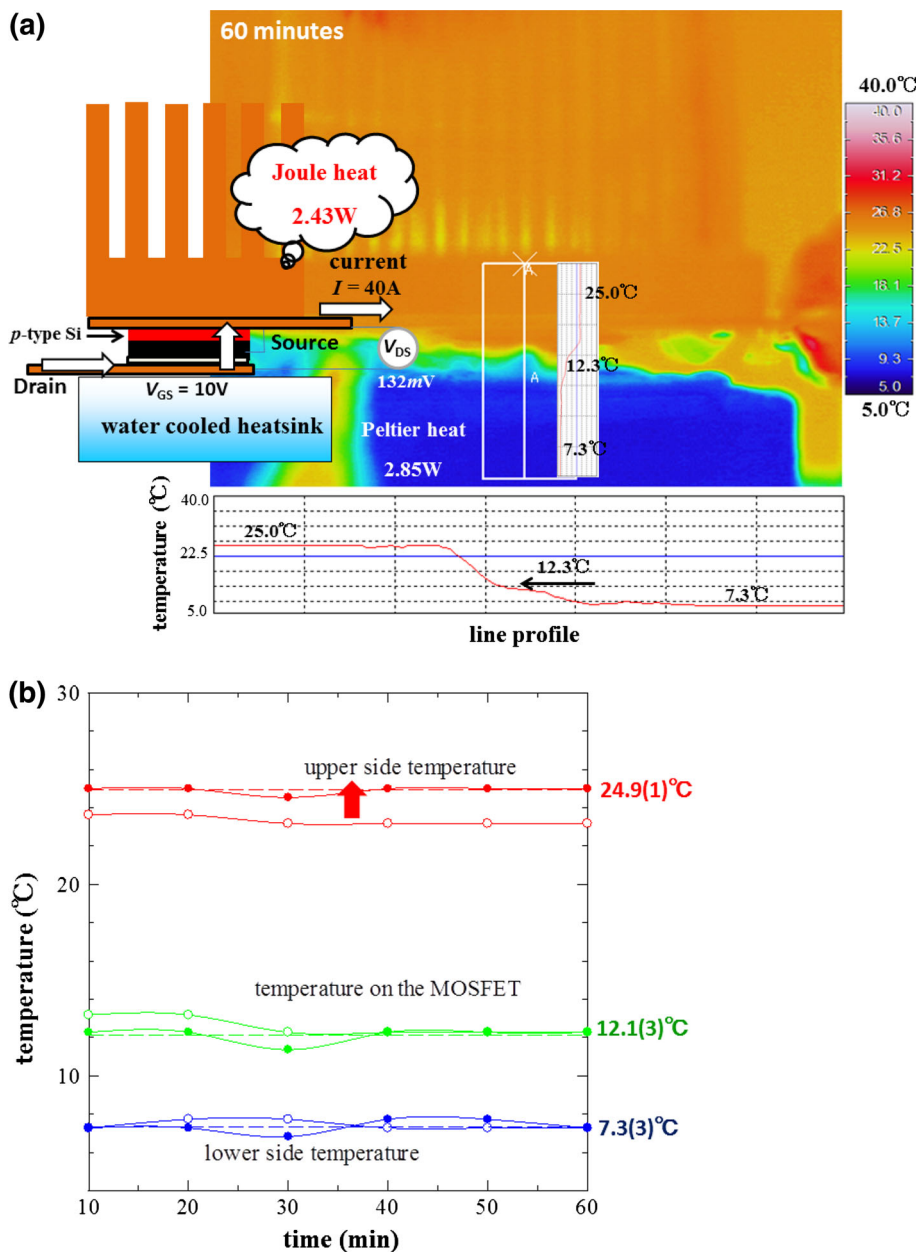 (a)
60 minutes
40.0℃
40.0
35.6
31.2
26.8
22.5
18.1
13.7
9.3
5.0
5.0℃
Joule heat
2.43W
current
I = 40A
p-type Si
Source
Drain
V_DS
132mV
V_GS = 10V
water cooled heatsink
Peltier heat
2.85W
A
25.0℃
A
12.3℃
7.3℃
temperature (℃)
40.0
22.5
5.0
25.0℃
12.3℃
7.3℃
line profile
(b)
30
20
10
temperature (℃)
upper side temperature
24.9(1)℃
temperature on the MOSFET
12.1(3)℃
lower side temperature
7.3(3)℃
10 20 30 40 50 60
time (min)